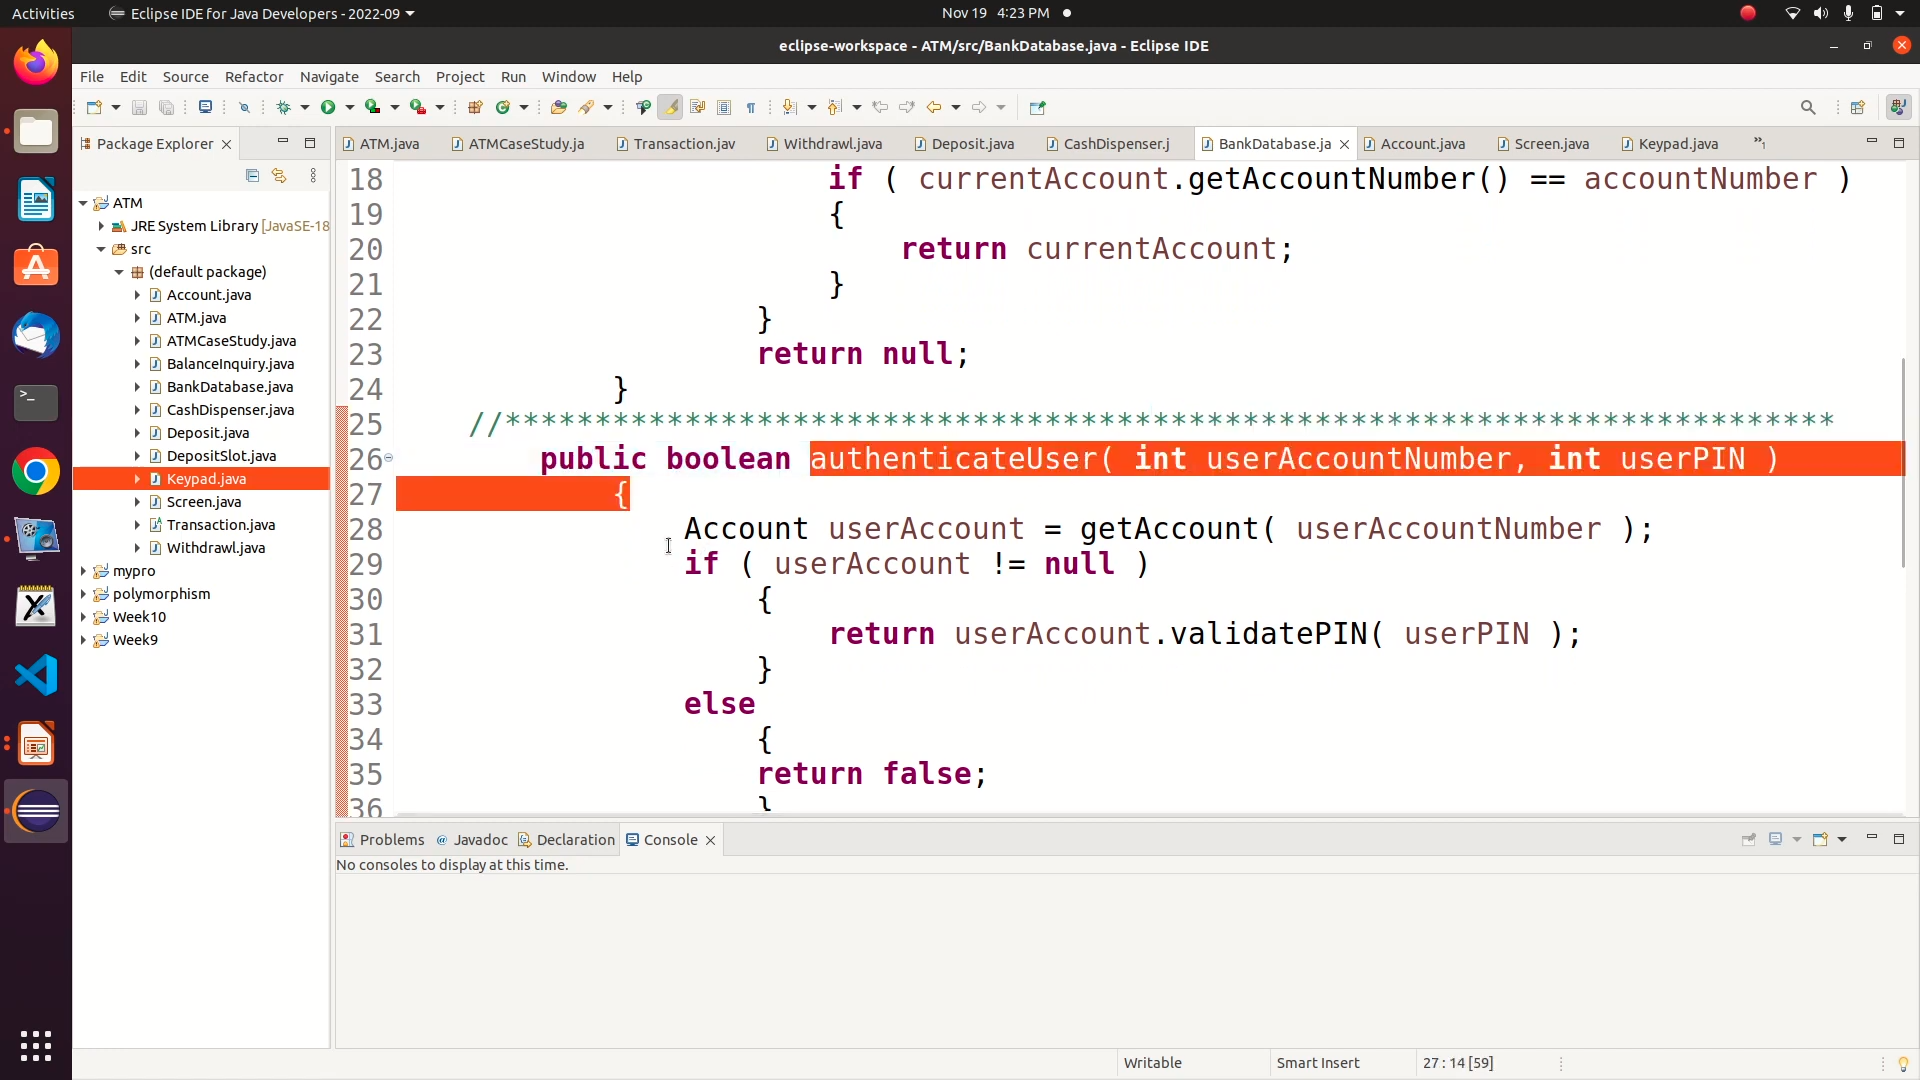 Activities
Eclipse IDE for Java Developers - 2022-09
Nov 19 4:23 PM
eclipse-workspace - ATM/src/BankDatabase.java - Eclipse IDE
File Edit Source Refactor Navigate Search Project Run Window Help
Package Explorer
ATM.java ATMCaseStudy.ja Transaction.jav Withdrawl.java Deposit.java CashDispenser.j BankDatabase.ja Account.java Screen.java Keypad.java »1
ATM
JRE System Library [JavaSE-18
src
(default package)
Account.java
ATM.java
ATMCaseStudy.java
BalanceInquiry.java
BankDatabase.java
CashDispenser.java
Deposit.java
DepositSlot.java
Keypad.java
Screen.java
Transaction.java
Withdrawl.java
mypro
polymorphism
Week10
Week9
18 if ( currentAccount.getAccountNumber() == accountNumber )
19 {
20 return currentAccount;
21 }
22 }
23 return null;
24 }
25 //**************************************************************************
26 public boolean authenticateUser( int userAccountNumber, int userPIN )
27 {
28 Account userAccount = getAccount( userAccountNumber );
29 if ( userAccount != null )
30 {
31 return userAccount.validatePIN( userPIN );
32 }
33 else
34 {
35 return false;
36 }
Problems Javadoc Declaration Console
No consoles to display at this time.
Writable Smart Insert 27 : 14 [59]